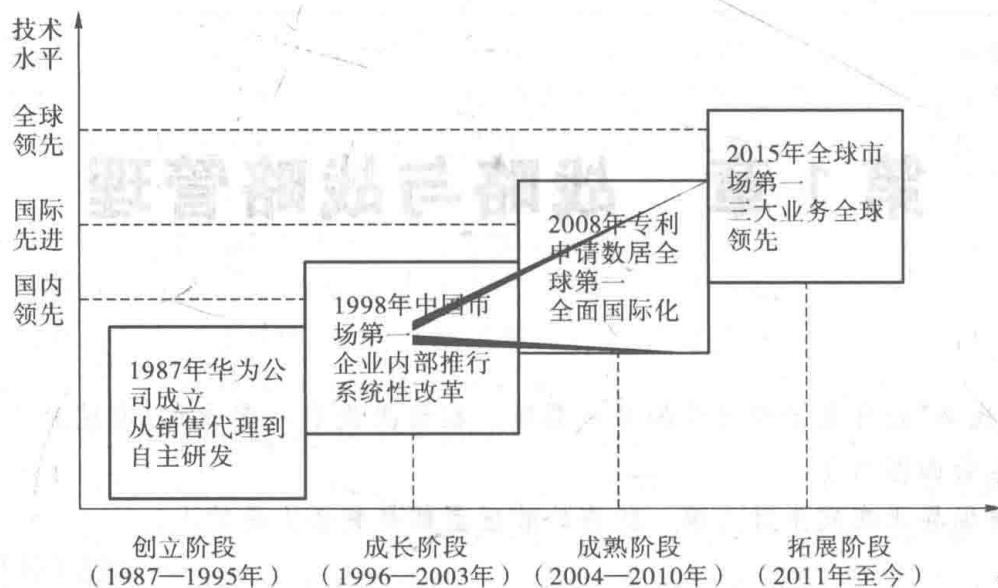 技术
水平
全球
领先
国际
先进
国内
领先
2015年全球市
场第一
三大业务全球
领先
2008年专利
申请数居全
球第一
全面国际化
1998年中国市
场第一
企业内部推行
系统性改革
1987年华为公
司成立
从销售代理到
自主研发
创立阶段
（1987—1995年）
成长阶段
（1996—2003年）
成熟阶段
（2004—2010年）
拓展阶段
（2011年至今）